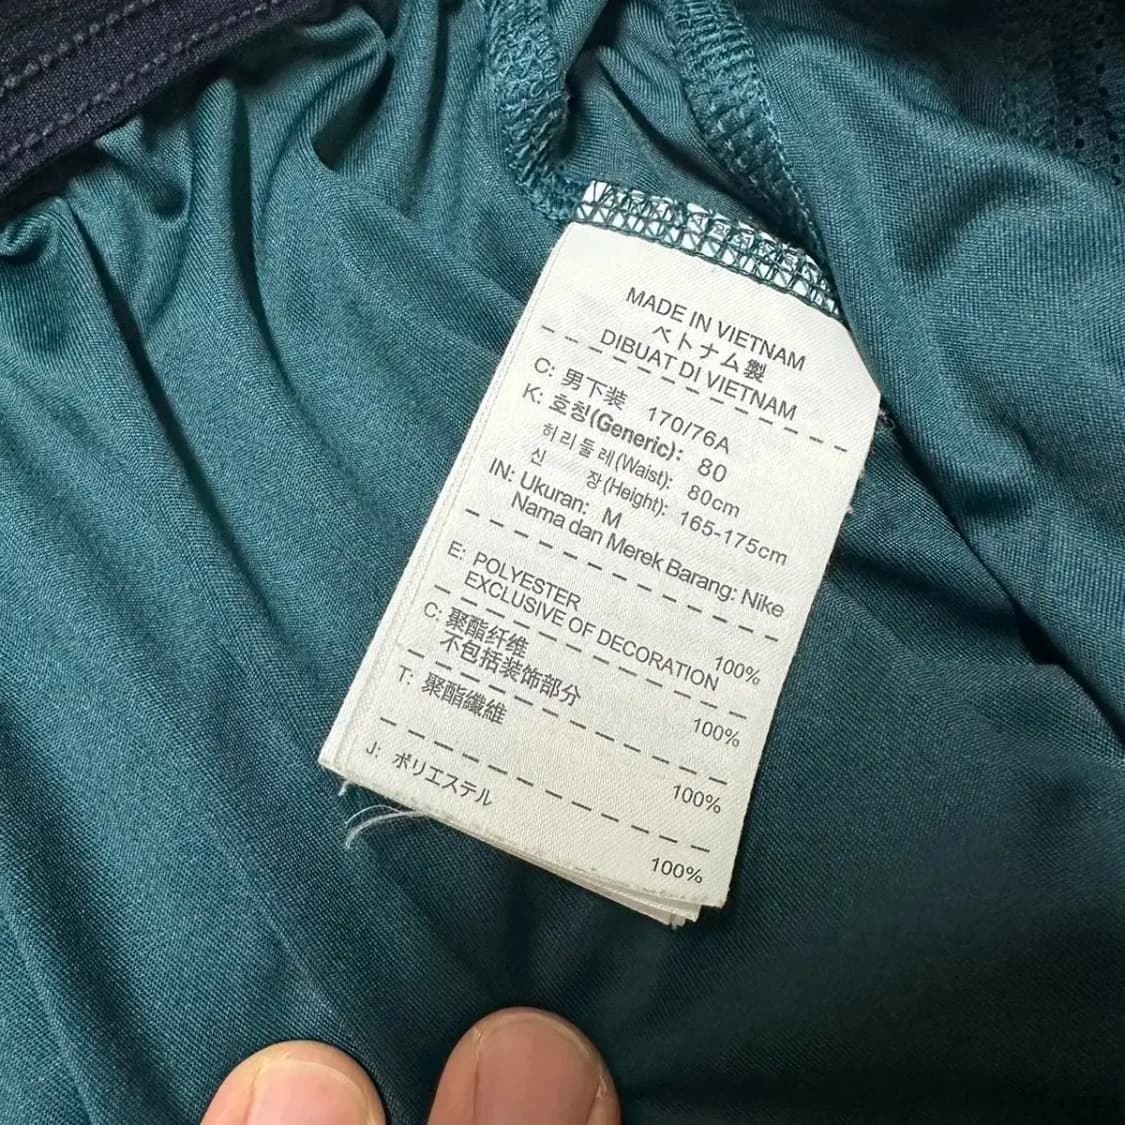 MADE IN VIETNAM
ベトナム製
DIBUAT DI VIETNAM
C: 男下装 170/76A
K: 호칭(Generic): 80
허리둘레(Waist): 80cm
신 장(Height): 165-175cm
IN: Ukuran: M
Nama dan Merek Barang: Nike
E: POLYESTER 100%
EXCLUSIVE OF DECORATION
C: 聚酯纤维 100%
不包括装饰部分
T: 聚酯纖維 100%
J: ポリエステル 100%